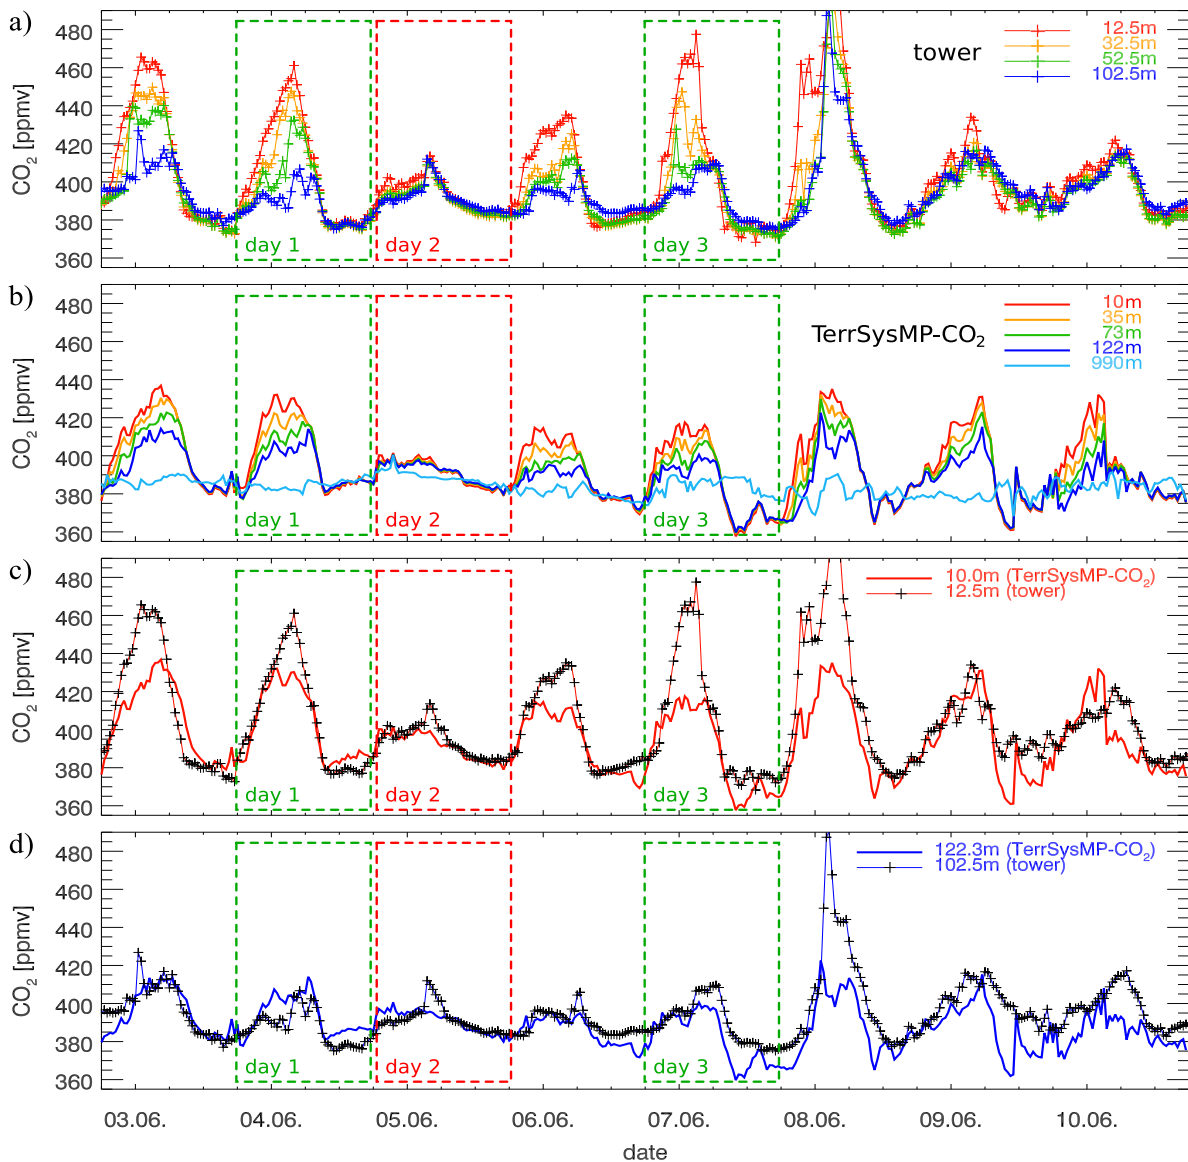 a)
CO2 [ppmv]
480
460
440
420
400
380
360
tower
12.5m
32.5m
52.5m
102.5m
day 1
day 2
day 3
b)
CO2 [ppmv]
480
460
440
420
400
380
360
TerrSysMP-CO2
10m
35m
73m
122m
990m
day 1
day 2
day 3
c)
CO2 [ppmv]
480
460
440
420
400
380
360
10.0m (TerrSysMP-CO2)
12.5m (tower)
day 1
day 2
day 3
d)
CO2 [ppmv]
480
460
440
420
400
380
360
122.3m (TerrSysMP-CO2)
102.5m (tower)
day 1
day 2
day 3
03.06. 04.06. 05.06. 06.06. 07.06. 08.06. 09.06. 10.06.
date